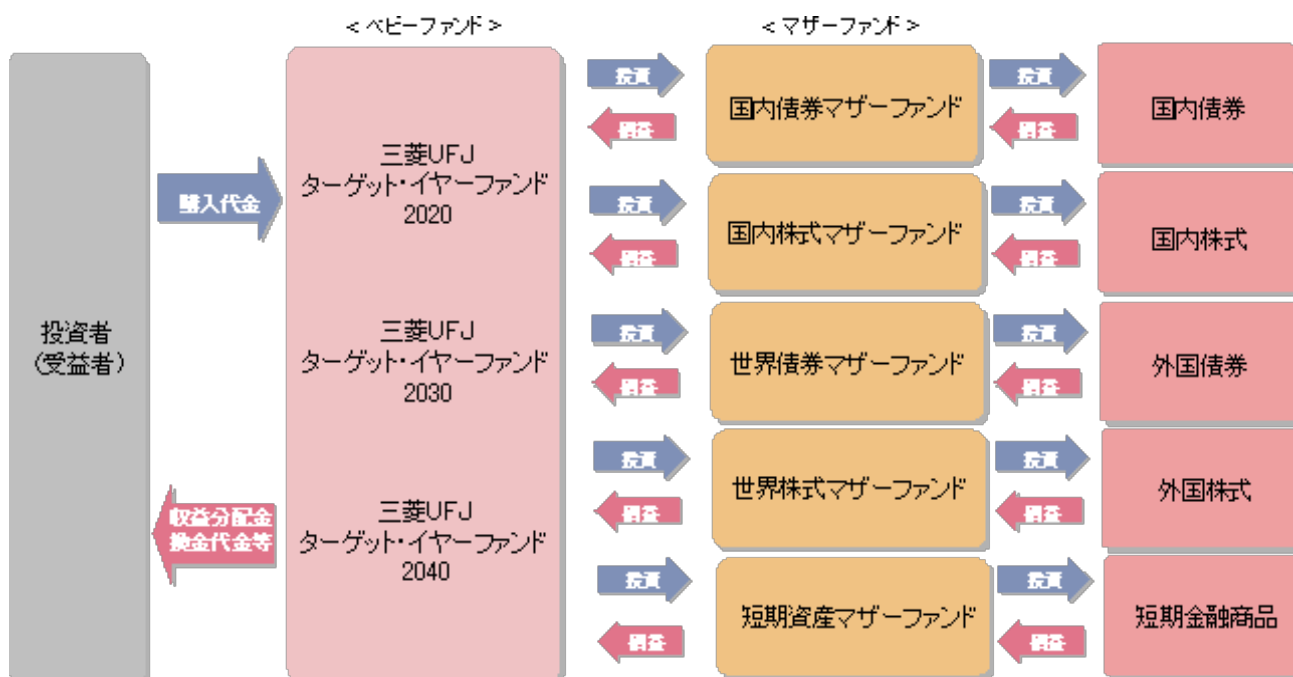 <ベビーファンド>
<マザーファンド>
投資者
(受益者)
購入代金
収益分配金
換金代金等
三菱UFJ
ターゲット・イヤーファンド
2020
三菱UFJ
ターゲット・イヤーファンド
2030
三菱UFJ
ターゲット・イヤーファンド
2040
投資
損益
国内債券マザーファンド
投資
損益
国内債券
投資
損益
国内株式マザーファンド
投資
損益
国内株式
投資
損益
世界債券マザーファンド
投資
損益
外国債券
投資
損益
世界株式マザーファンド
投資
損益
外国株式
投資
損益
短期資産マザーファンド
投資
損益
短期金融商品